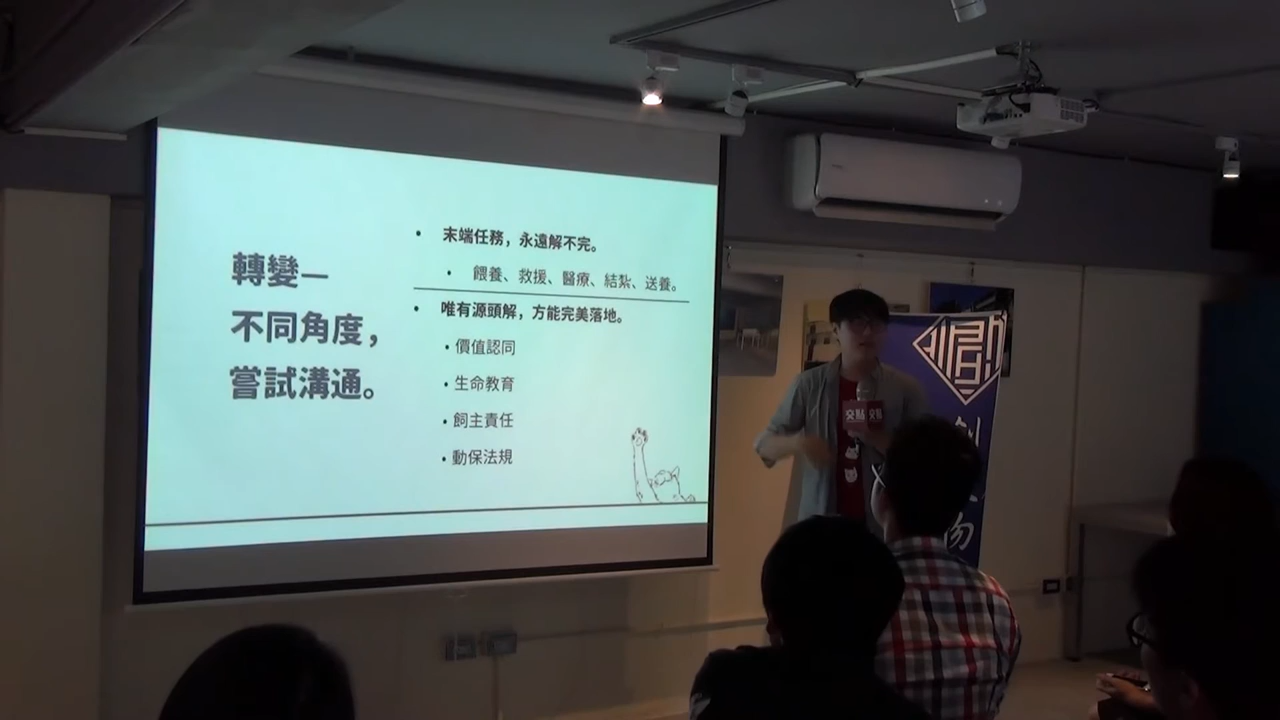 轉變—
不同角度，
嘗試溝通。
• 末端任務，永遠解不完。
• 餵養、救援、醫療、結紮、送養。
• 唯有源頭解，方能完美落地。
• 價值認同
• 生命教育
• 飼主責任
• 動保法規
交點